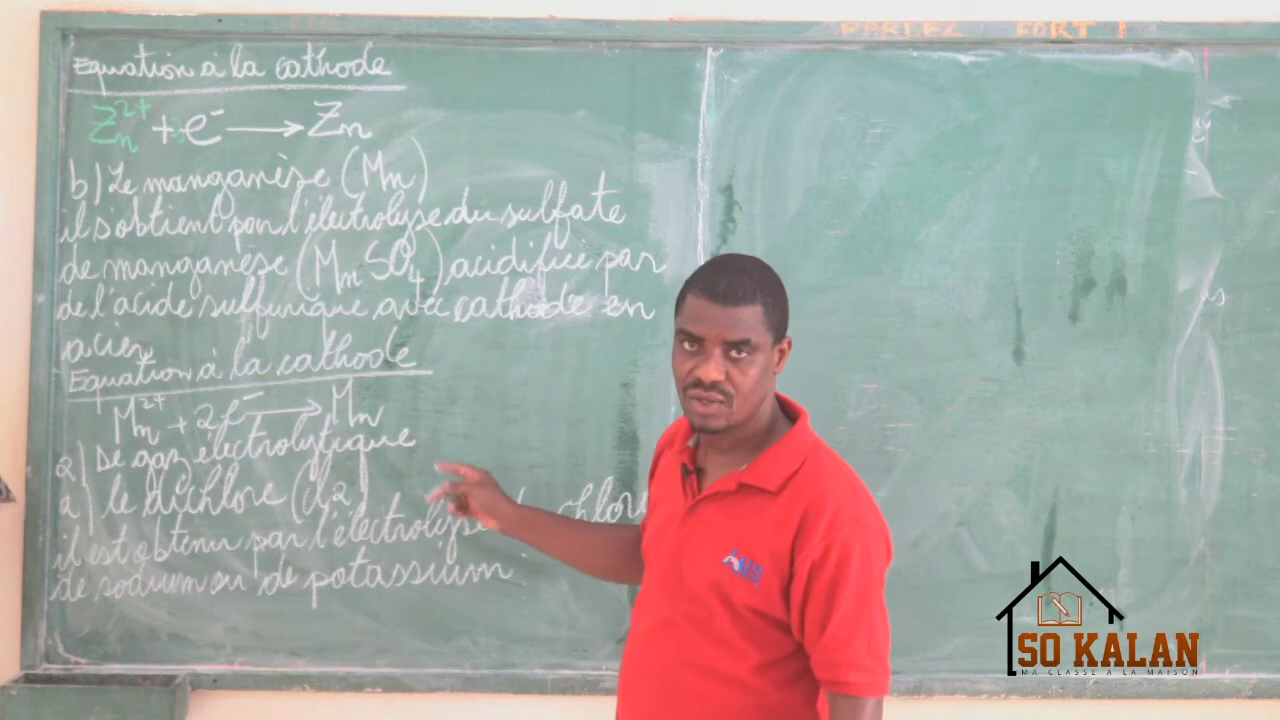 PARLEZ FORT !
Equation à la cathode
Zn²⁺ + e⁻ → Zn
b) Le manganèse (Mn)
il s'obtient par l'électrolyse du sulfate
de manganèse (MnSO₄) acidifiée par
de l'acide sulfurique avec cathode en
acier
Equation à la cathode
Mn²⁺ + 2e⁻ → Mn
2) Le gaz électrolytique
a) le dichlore (Cl₂)
il est obtenu par l'électrolyse chloru
de sodium ou de potassium
AMS
SO KALAN
MA CLASSE A LA MAISON